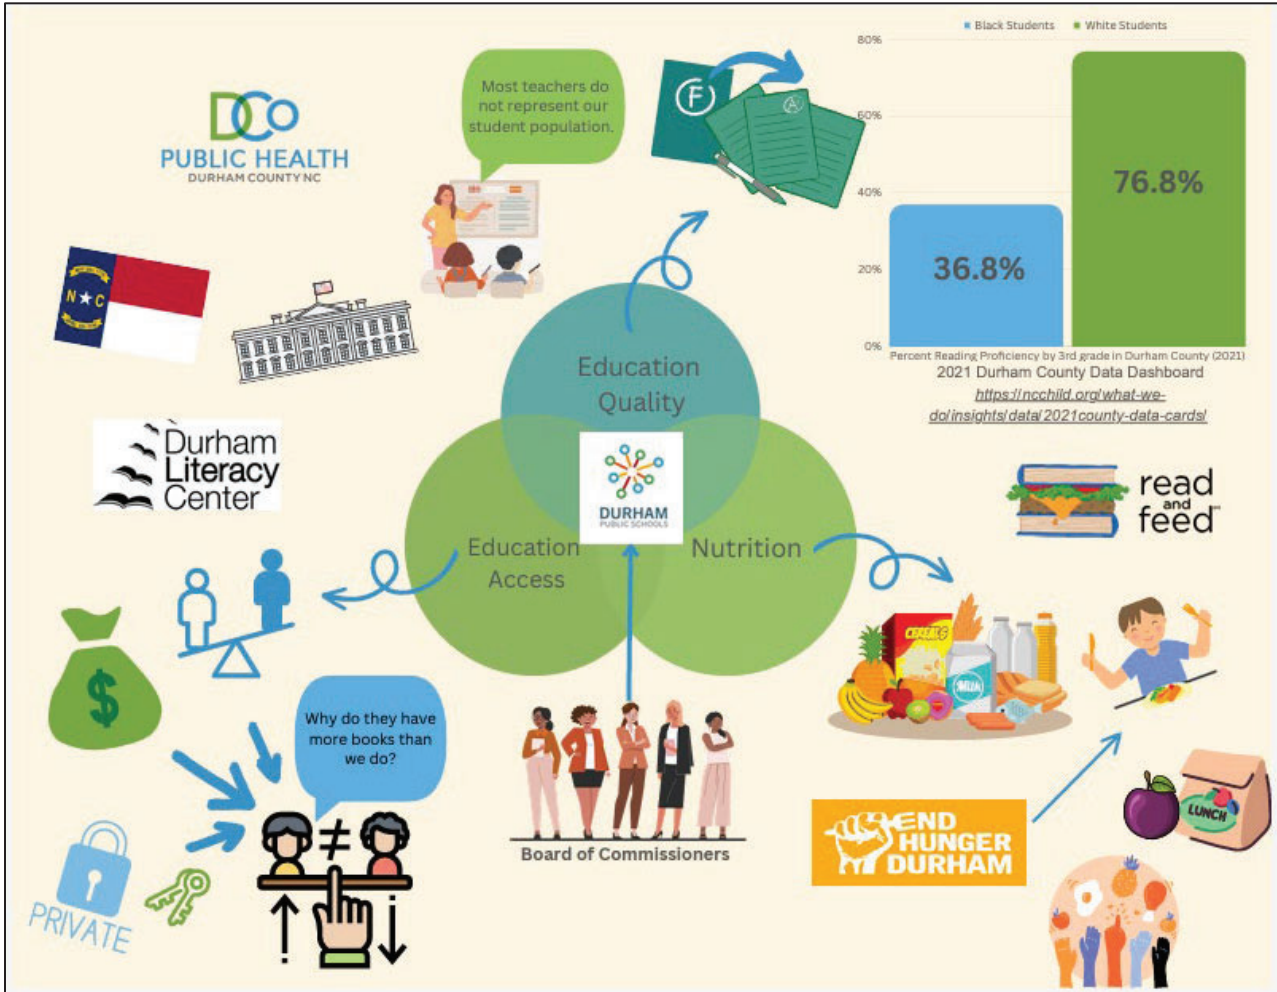 DCo
PUBLIC HEALTH
DURHAM COUNTY NC
Most teachers do
not represent our
student population.
F
A
Black Students White Students
80%
60%
40%
20%
0%
36.8%
76.8%
Percent Reading Proficiency by 3rd grade in Durham County (2021)
2021 Durham County Data Dashboard
https://ncchild.org/what-we-
do/insights/data/2021county-data-cards/
N C
Education
Quality
Durham
Literacy
Center
DURHAM
PUBLIC SCHOOLS
Education
Access
Nutrition
read
and
feed
CEREALS
MILK
$
Why do they have
more books than
we do?
≠
PRIVATE
Board of Commissioners
END
HUNGER
DURHAM
LUNCH